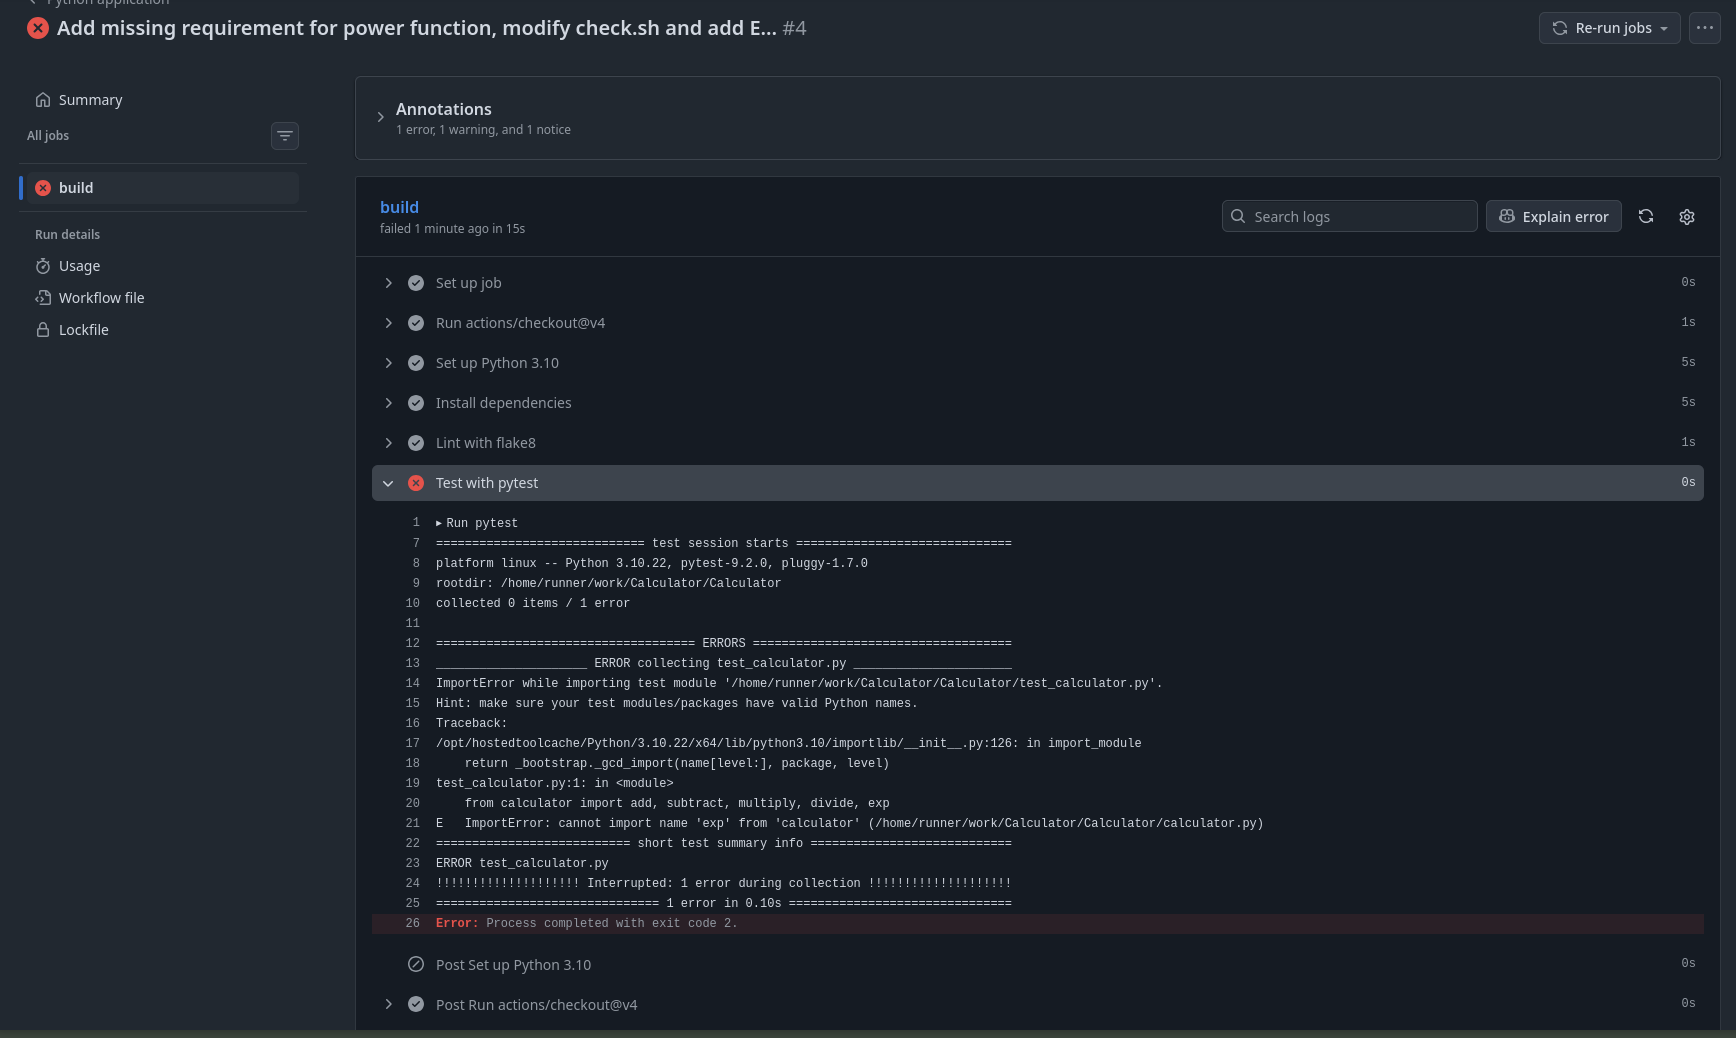 Python application
Add missing requirement for power function, modify check.sh and add E... #4
Re-run jobs
Summary
All jobs
build
Run details
Usage
Workflow file
Lockfile
Annotations
1 error, 1 warning, and 1 notice
build
failed 1 minute ago in 15s
Search logs
Explain error
Set up job 0s
Run actions/checkout@v4 1s
Set up Python 3.10 5s
Install dependencies 5s
Lint with flake8 1s
Test with pytest 0s
1 ▸ Run pytest
7 ============================= test session starts ==============================
8 platform linux -- Python 3.10.22, pytest-9.2.0, pluggy-1.7.0
9 rootdir: /home/runner/work/Calculator/Calculator
10 collected 0 items / 1 error
11
12 ==================================== ERRORS ====================================
13 _____________________ ERROR collecting test_calculator.py ______________________
14 ImportError while importing test module '/home/runner/work/Calculator/Calculator/test_calculator.py'.
15 Hint: make sure your test modules/packages have valid Python names.
16 Traceback:
17 /opt/hostedtoolcache/Python/3.10.22/x64/lib/python3.10/importlib/__init__.py:126: in import_module
18     return _bootstrap._gcd_import(name[level:], package, level)
19 test_calculator.py:1: in <module>
20     from calculator import add, subtract, multiply, divide, exp
21 E   ImportError: cannot import name 'exp' from 'calculator' (/home/runner/work/Calculator/Calculator/calculator.py)
22 =========================== short test summary info ============================
23 ERROR test_calculator.py
24 !!!!!!!!!!!!!!!!!!!! Interrupted: 1 error during collection !!!!!!!!!!!!!!!!!!!!
25 =============================== 1 error in 0.10s ===============================
26 Error: Process completed with exit code 2.
Post Set up Python 3.10 0s
Post Run actions/checkout@v4 0s